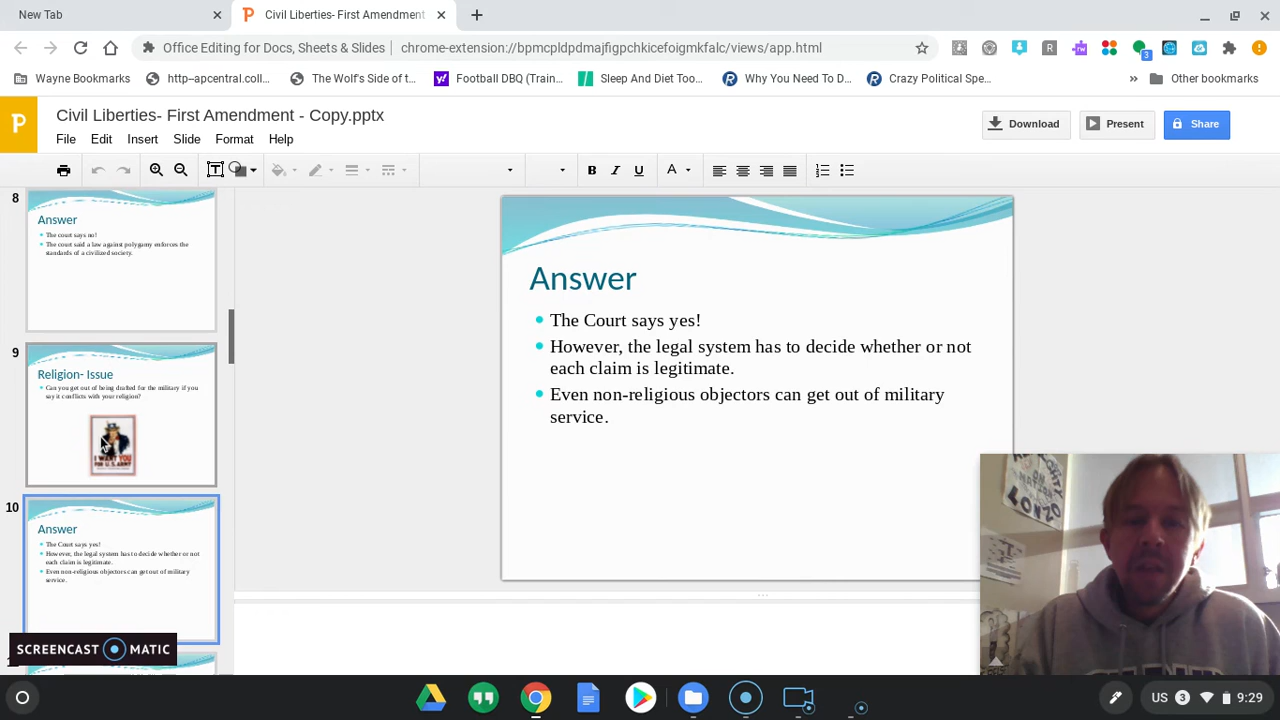 New Tab
Civil Liberties- First Amendment
Office Editing for Docs, Sheets & Slides
chrome-extension://bpmcpldpdmajfigpchkicefoigmkfalc/views/app.html
3
Wayne Bookmarks
http--apcentral.coll...
The Wolf's Side of t...
Football DBQ (Train...
Sleep And Diet Too...
Why You Need To D...
Crazy Political Spe...
»
Other bookmarks
Civil Liberties- First Amendment - Copy.pptx
File Edit Insert Slide Format Help
Download
Present
Share
B I U A
8
Answer
The court says no!
The court said a law against polygamy enforces the
standards of a civilized society.
9
Religion- Issue
Can you get out of being drafted for the military if you
say it conflicts with your religion?
I WANT YOU
FOR U.S. ARMY
10
Answer
The Court says yes!
However, the legal system has to decide whether or not
each claim is legitimate.
Even non-religious objectors can get out of military
service.
Answer
The Court says yes!
However, the legal system has to decide whether or not
each claim is legitimate.
Even non-religious objectors can get out of military
service.
LONZO
SCREENCAST MATIC
US 3 9:29